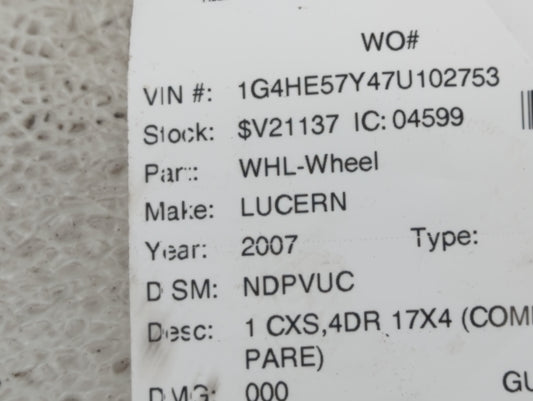 WO#
VIN #: 1G4HE57Y47U102753
Stock: $V21137 IC: 04599
Part: WHL-Wheel
Make: LUCERN
Year: 2007 Type:
DSM: NDPVUC
Desc: 1 CXS,4DR 17X4 (COM
PARE)
DMG: 000 GU